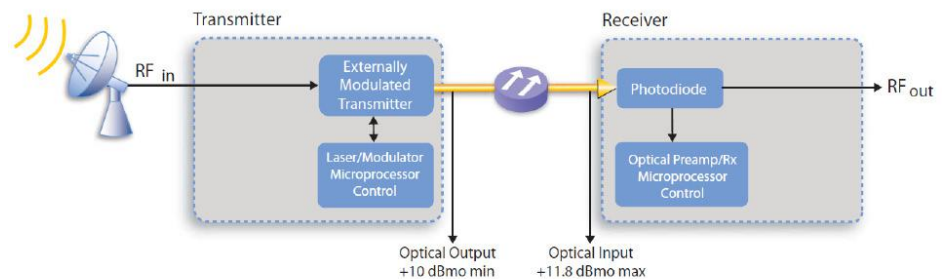 Transmitter
Receiver
RF in
Externally
Modulated
Transmitter
Photodiode
RF out
Laser/Modulator
Microprocessor
Control
Optical Preamp/Rx
Microprocessor
Control
Optical Output
+10 dBmo min
Optical Input
+11.8 dBmo max